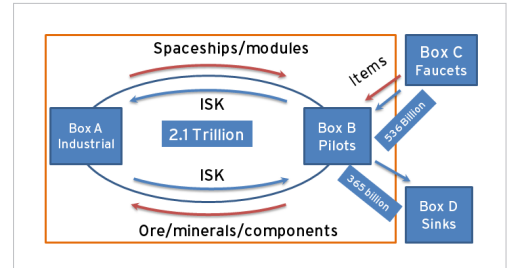 Spaceships/modules
Box C
Faucets
Items
ISK
Box A
Industrial
2.1 Trillion
Box B
Pilots
536 Billion
ISK
365 billion
Box D
Sinks
Ore/minerals/components